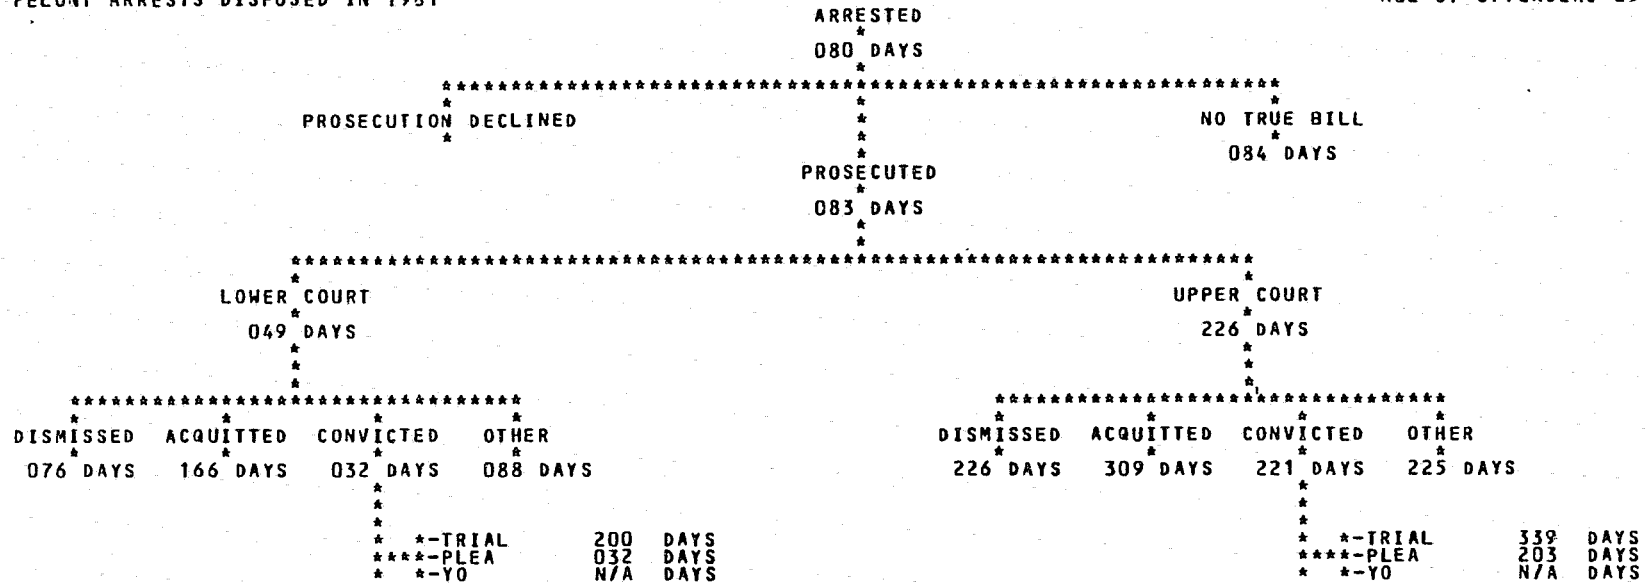 ARRESTED
080 DAYS
PROSECUTION DECLINED NO TRUE BILL
084 DAYS
PROSECUTED
083 DAYS
LOWER COURT UPPER COURT
049 DAYS 226 DAYS
DISMISSED ACQUITTED CONVICTED OTHER DISMISSED ACQUITTED CONVICTED OTHER
076 DAYS 166 DAYS 032 DAYS 088 DAYS 226 DAYS 309 DAYS 221 DAYS 225 DAYS
* *-TRIAL 200 DAYS * *-TRIAL 339 DAYS
****-PLEA 032 DAYS ****-PLEA 203 DAYS
* *-YO N/A DAYS * *-YO N/A DAYS